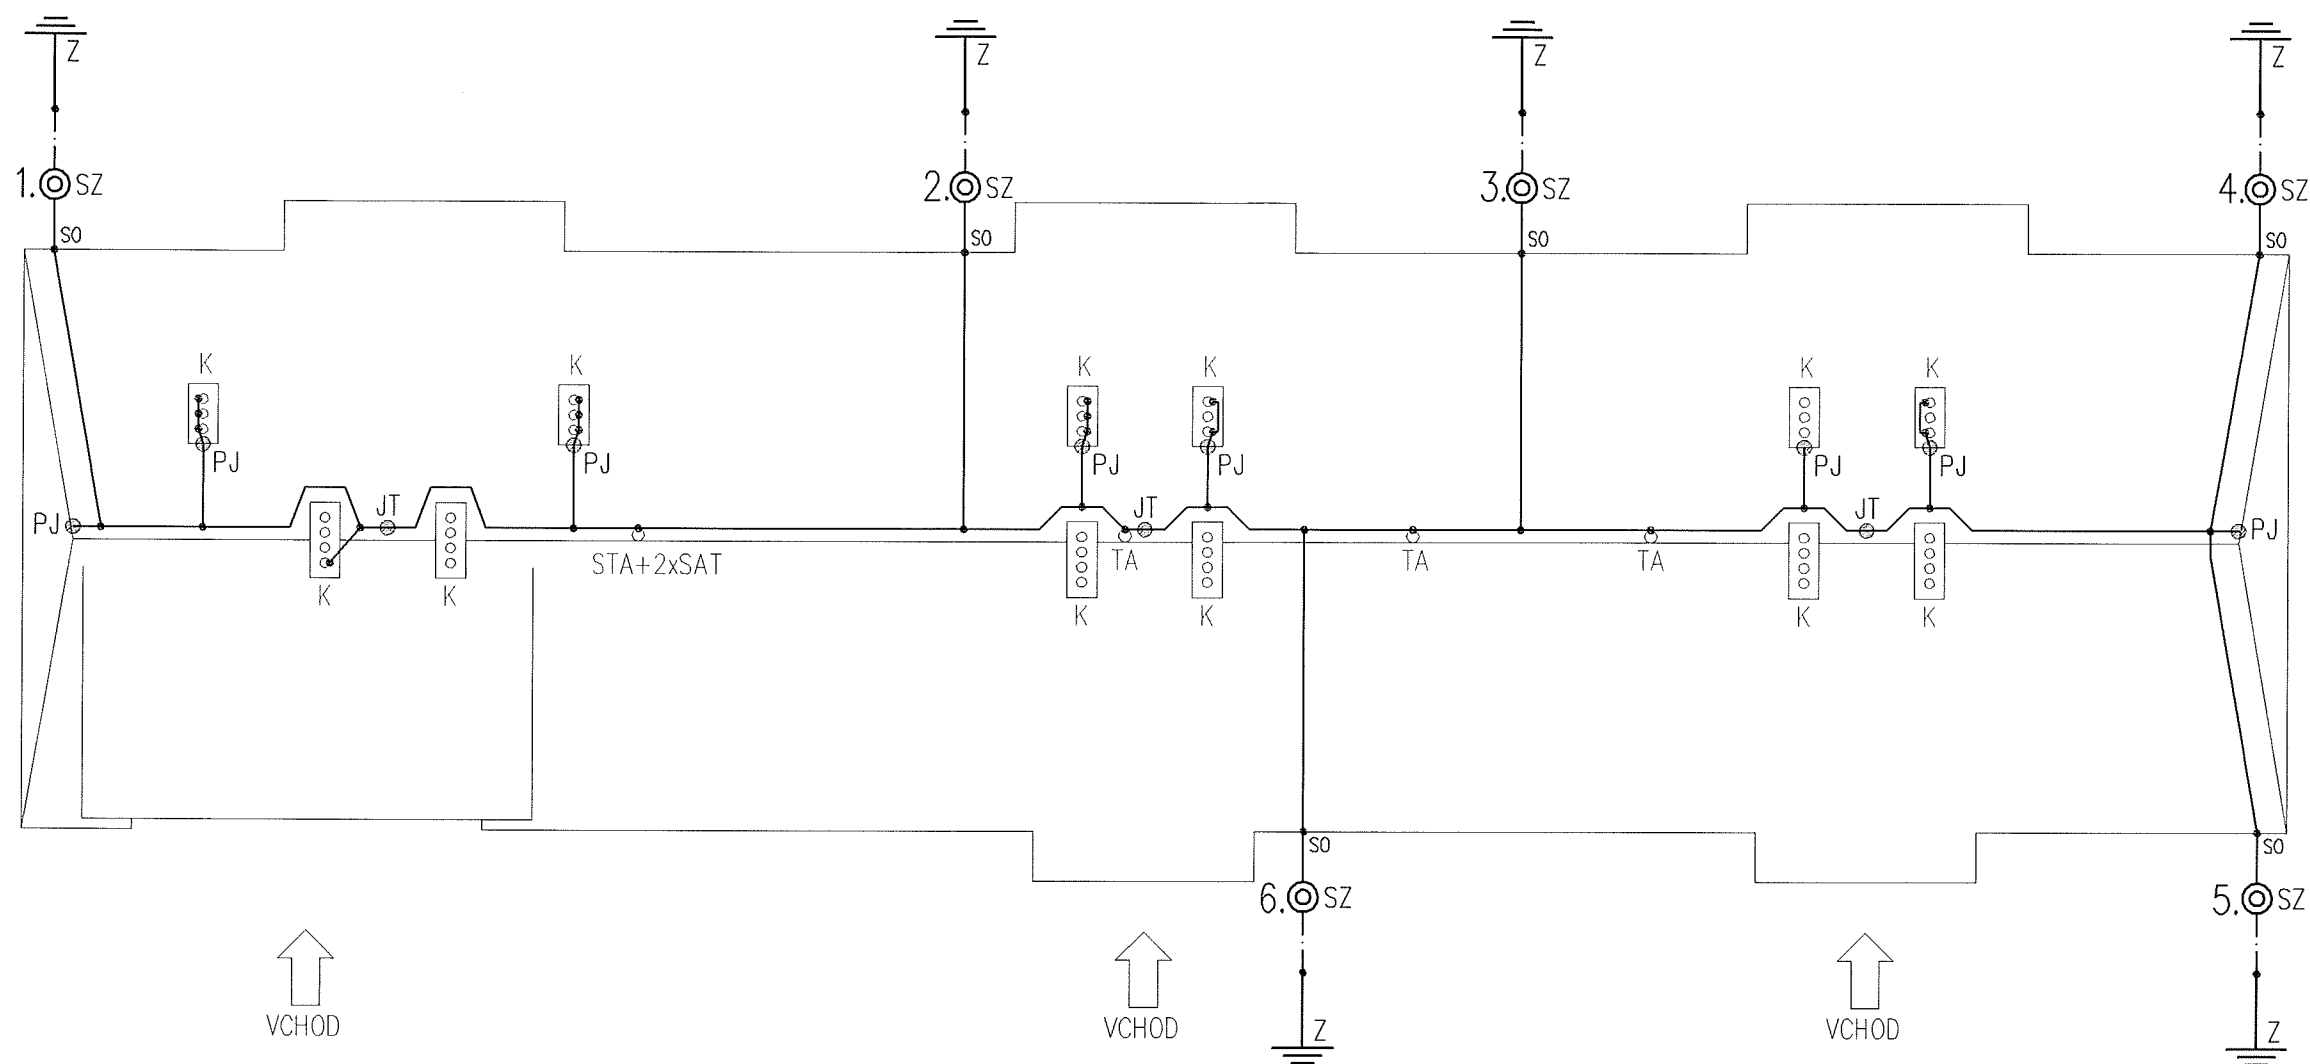 Z Z Z Z
1. SZ 2. SZ 3. SZ 4. SZ
SO SO SO SO
K K K K K K
PJ PJ PJ PJ PJ PJ
PJ JT JT JT PJ
STA+2xSAT TA TA TA
K K K K K K
SO SO
6. SZ 5. SZ
VCHOD VCHOD VCHOD
Z Z